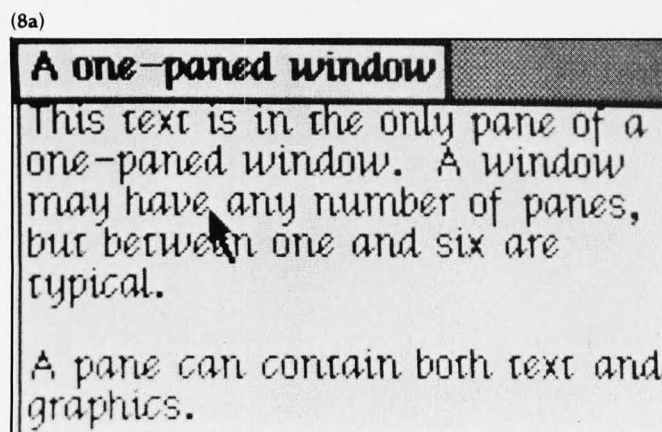 (8a)
A one-paned window
This text is in the only pane of a
one-paned window. A window
may have any number of panes,
but between one and six are
typical.
A pane can contain both text and
graphics.